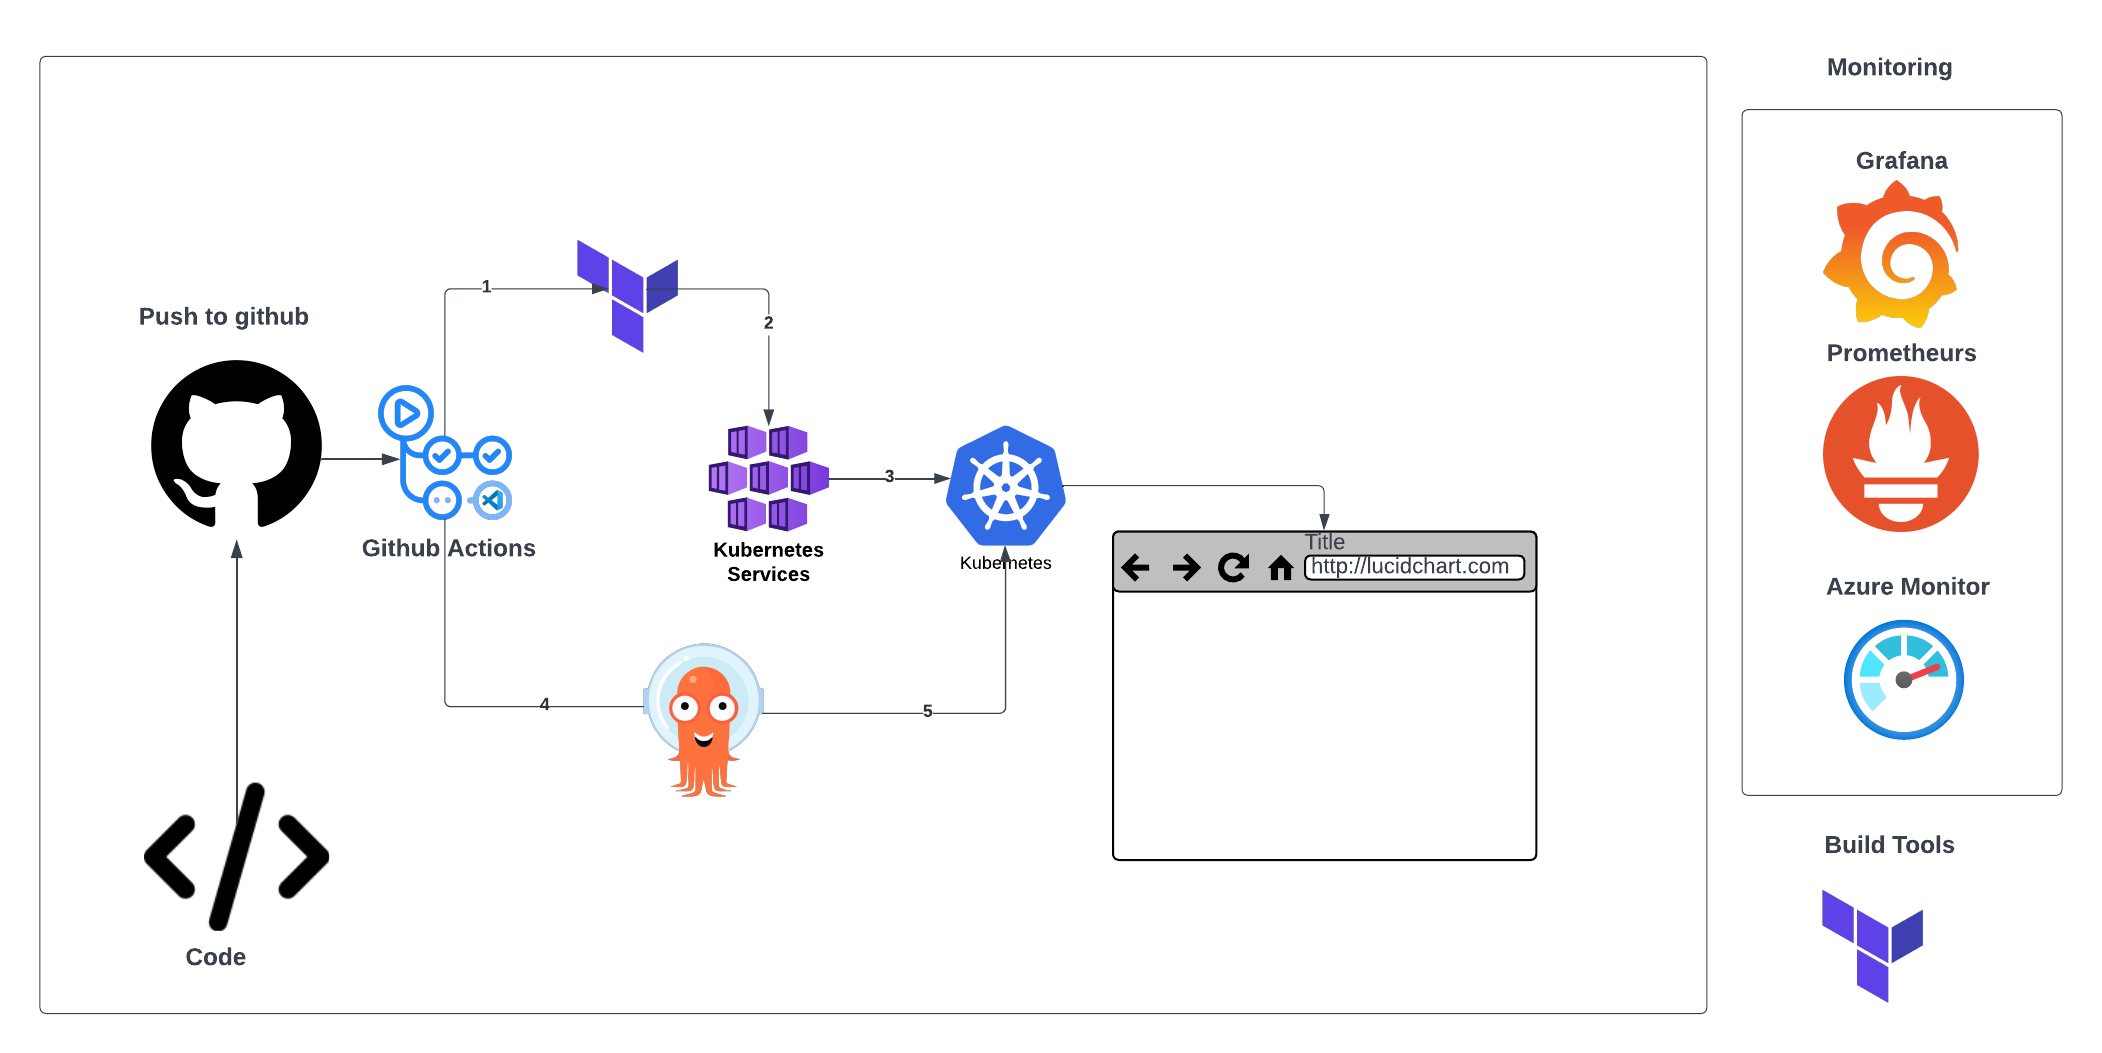 Monitoring
Grafana
Prometheurs
Azure Monitor
Build Tools
Push to github
Github Actions
1
2
3
4
5
Kubernetes
Services
Kubernetes
Title
http://lucidchart.com
Code